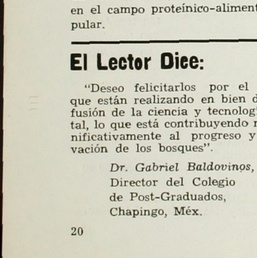 en el campo proteínico-aliment
pular.
El Lector Dice:
"Deseo felicitarlos por el
que están realizando en bien d
fusión de la ciencia y tecnolog
tal, lo que está contribuyendo
nificativamente al progreso y
vación de los bosques".
Dr. Gabriel Baldovinos,
Director del Colegio
de Post-Graduados,
Chapingo, Méx.
20